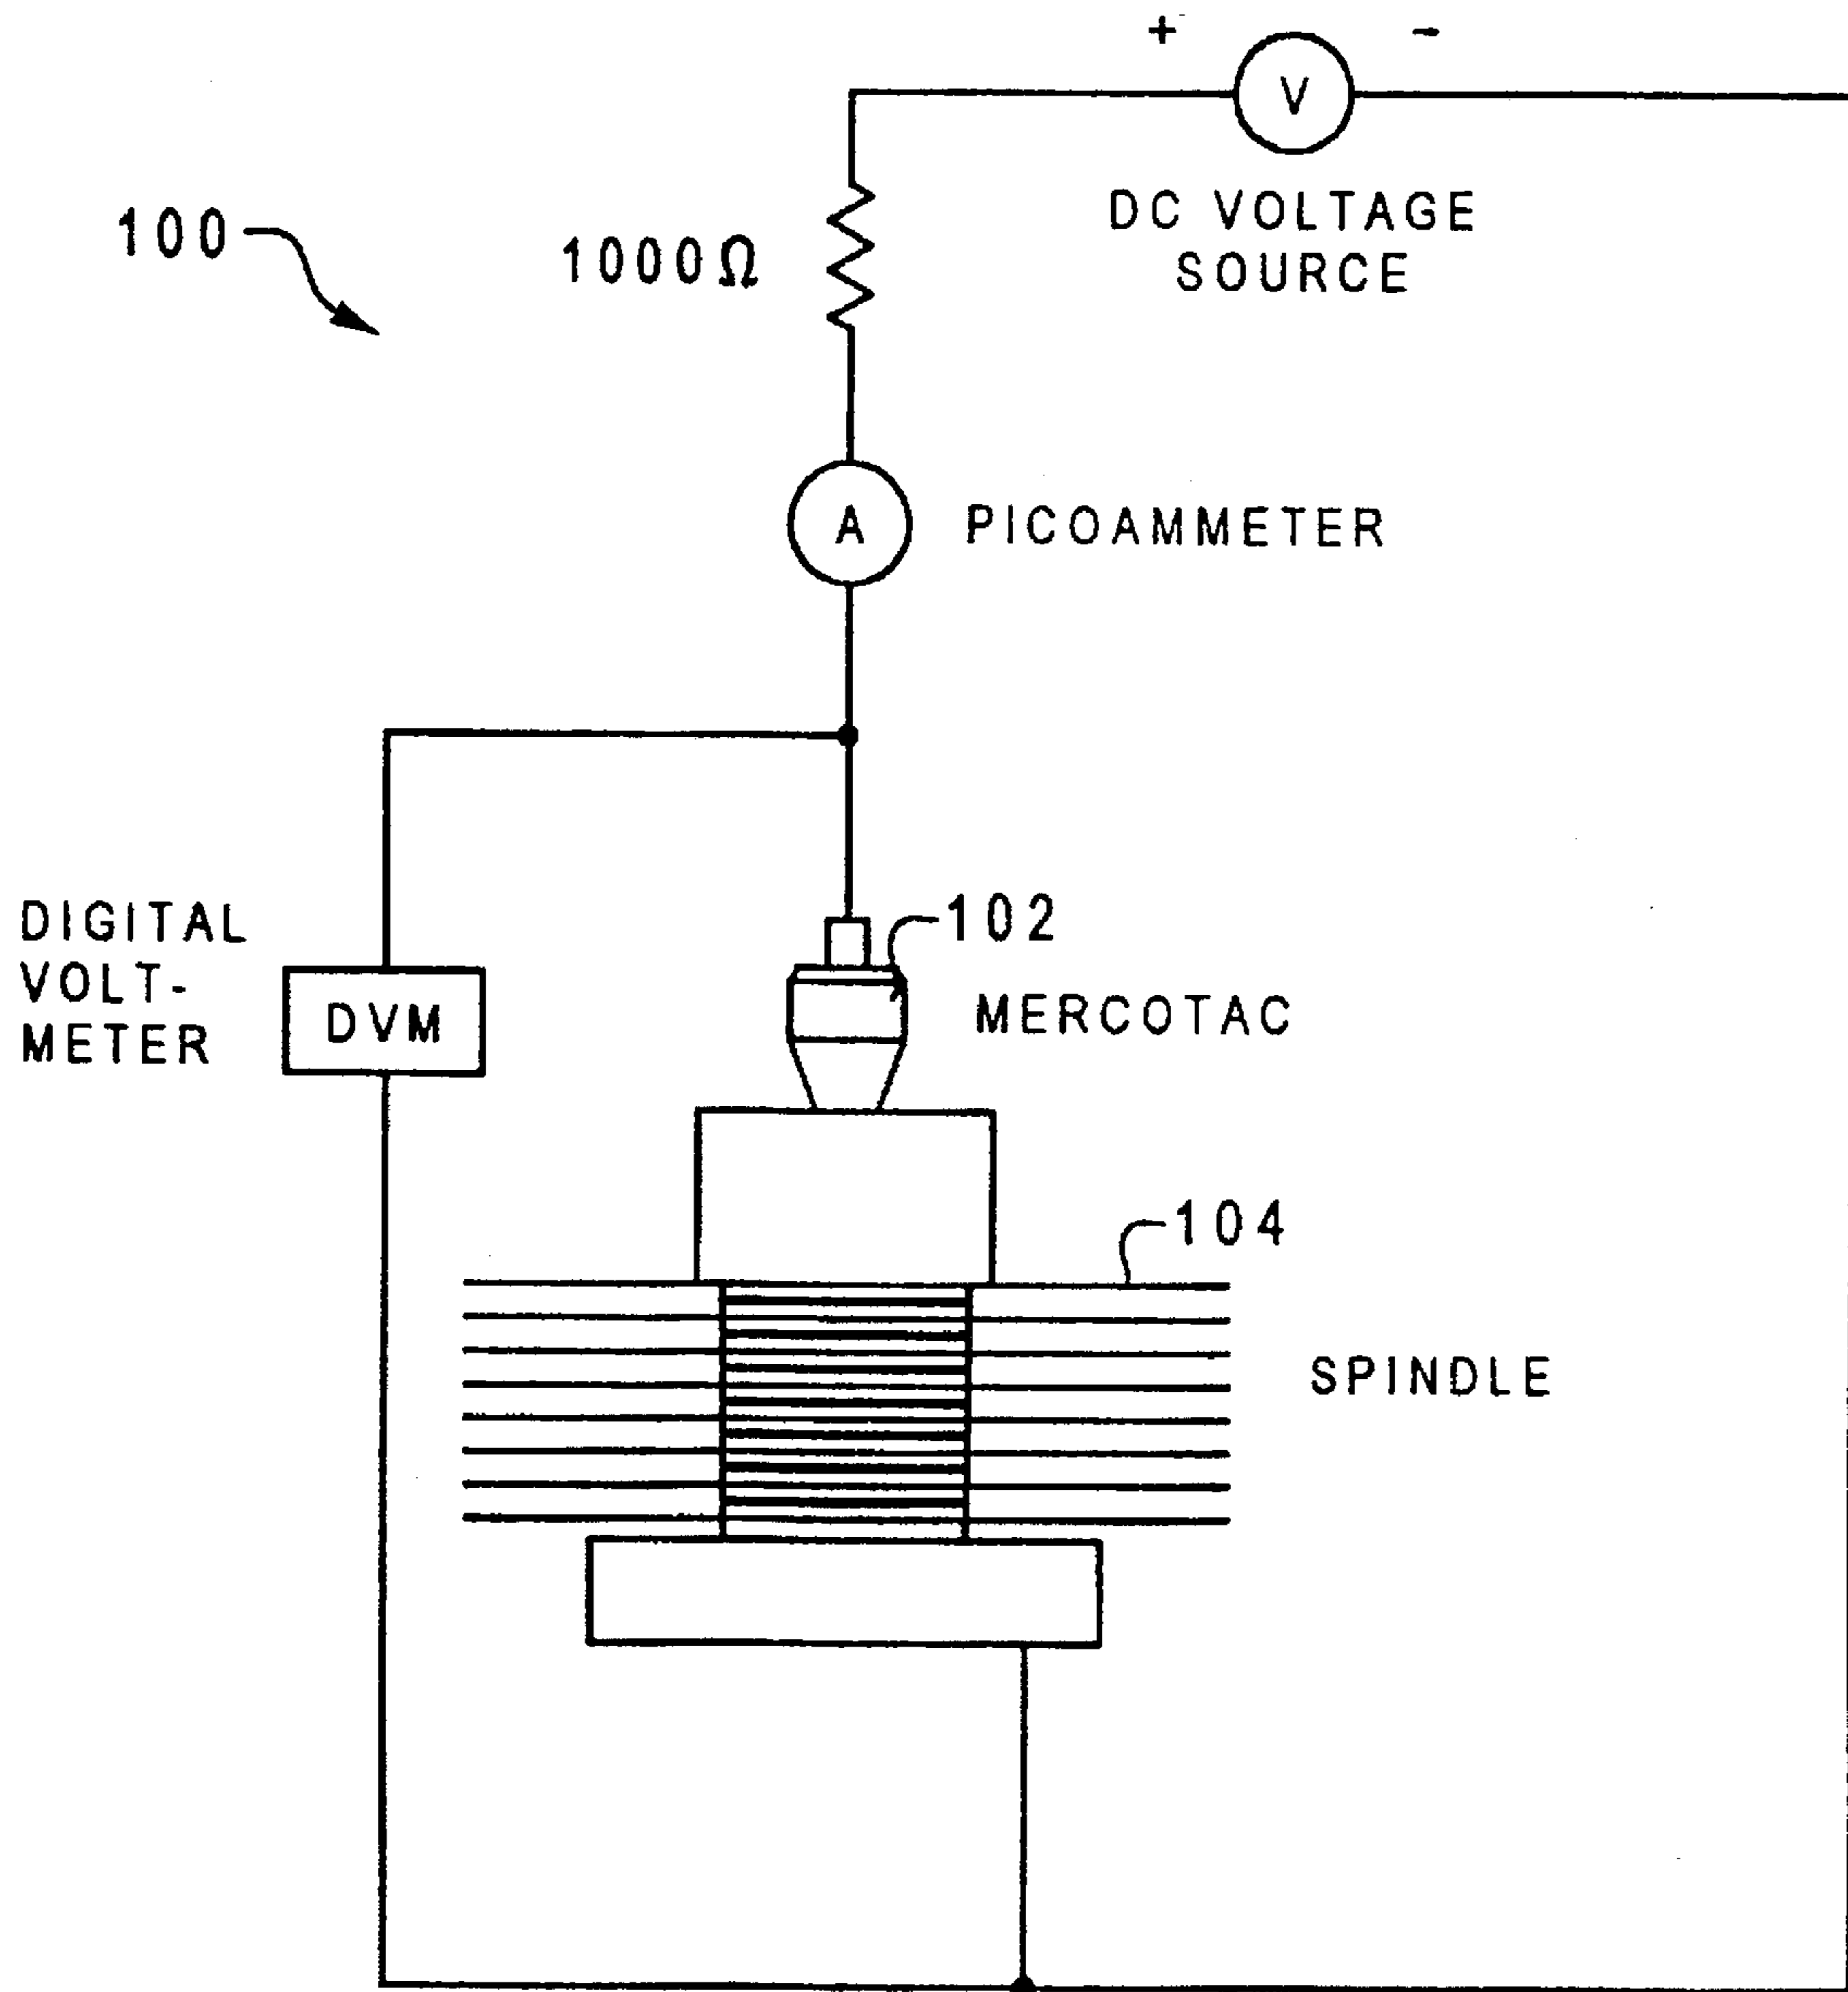 + -
V
DC VOLTAGE
SOURCE
100
1000Ω
A
PICOAMMETER
102
MERCOTAC
DIGITAL
VOLT-
METER
DVM
104
SPINDLE